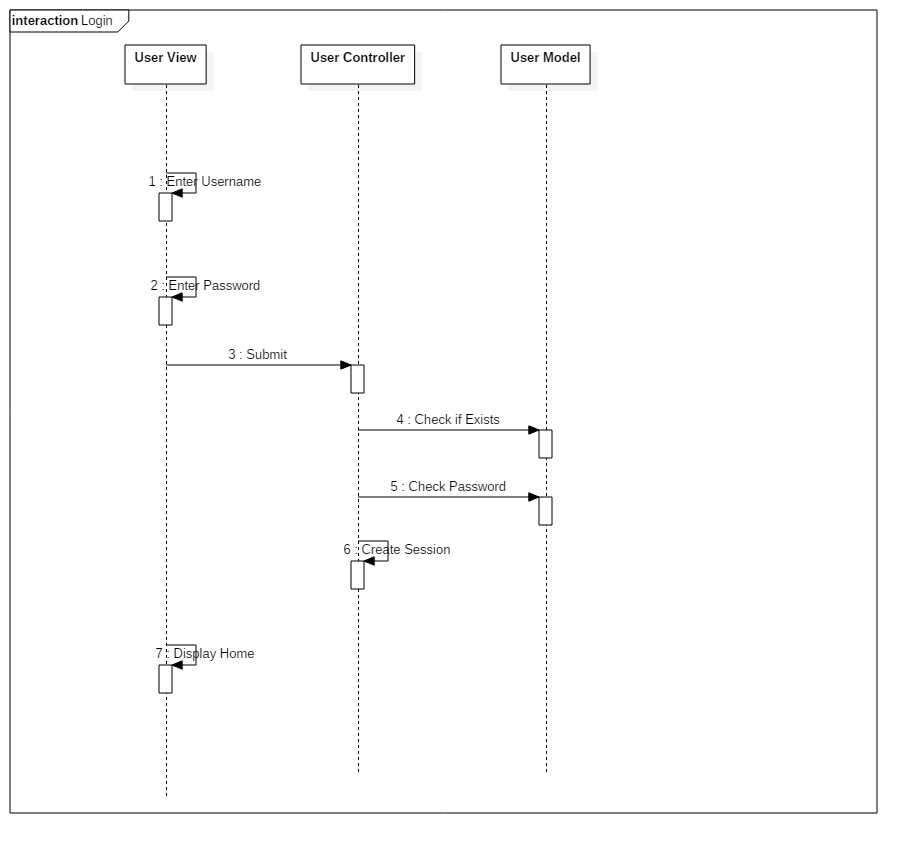 interaction Login
User View
User Controller
User Model
1 : Enter Username
2 : Enter Password
3 : Submit
4 : Check if Exists
5 : Check Password
6 : Create Session
7 : Display Home